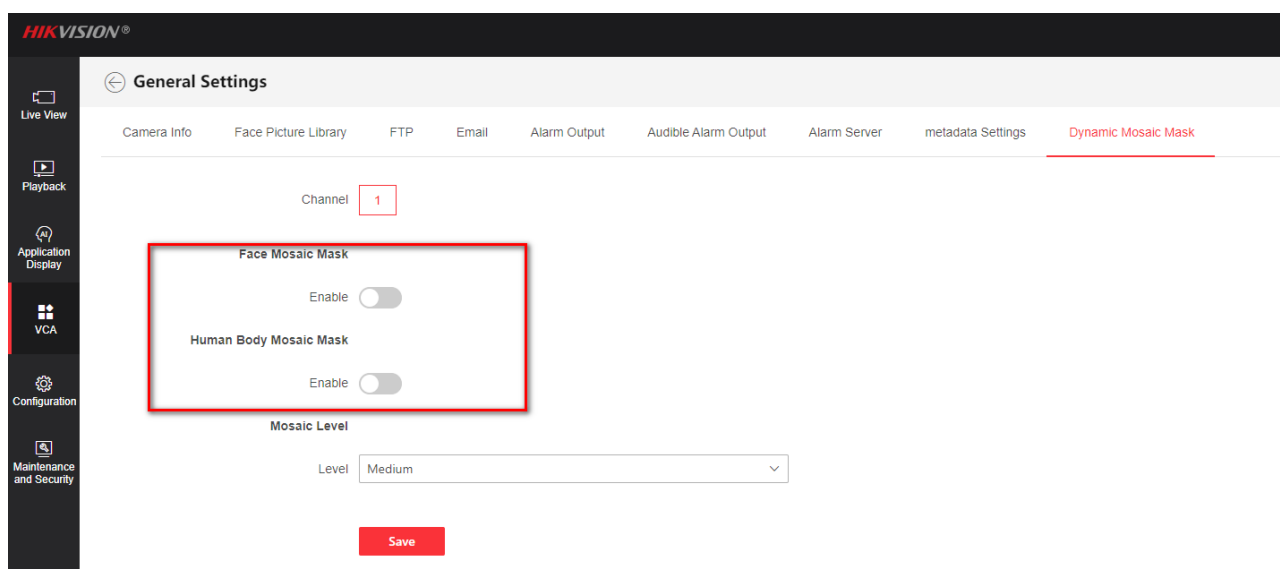 HIKVISION®
General Settings
Live View
Camera Info Face Picture Library FTP Email Alarm Output Audible Alarm Output Alarm Server metadata Settings Dynamic Mosaic Mask
Playback
Channel 1
Application
Display
Face Mosaic Mask
Enable
VCA
Human Body Mosaic Mask
Enable
Configuration
Mosaic Level
Maintenance
and Security
Level Medium
Save